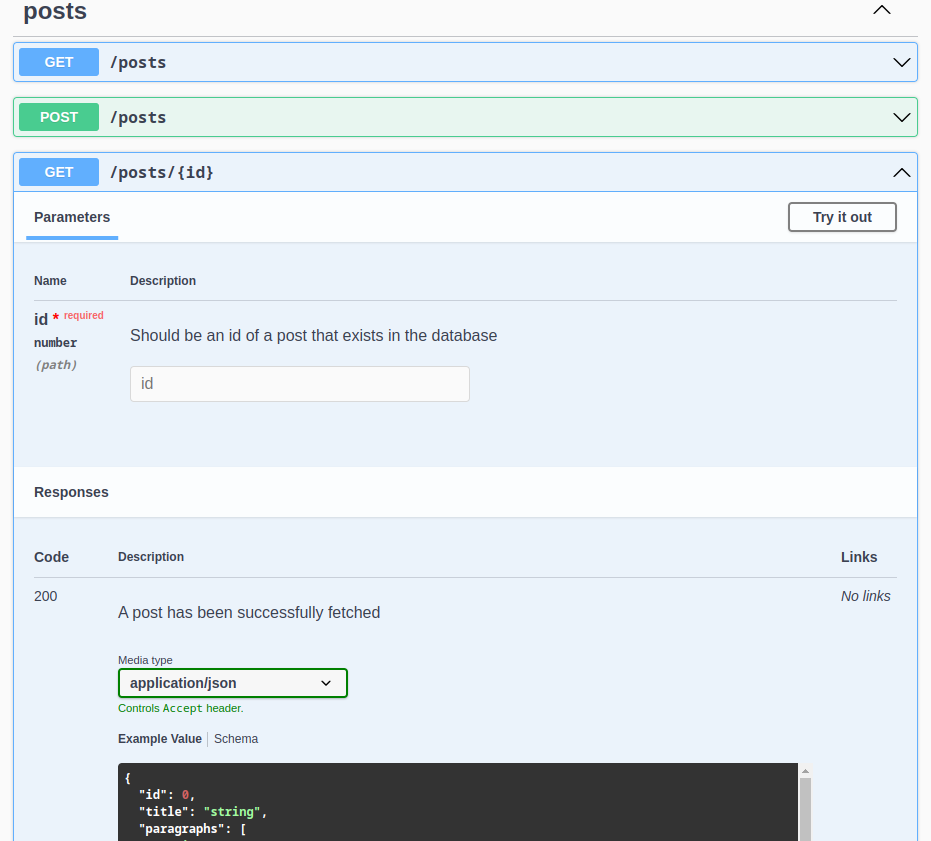 posts
GET /posts
POST /posts
GET /posts/{id}
Parameters
Try it out
Name Description
id * required
number
(path)
Should be an id of a post that exists in the database
id
Responses
Code Description Links
200
A post has been successfully fetched
No links
Media type
application/json
Controls Accept header.
Example Value Schema
{
"id": 0,
"title": "string",
"paragraphs": [